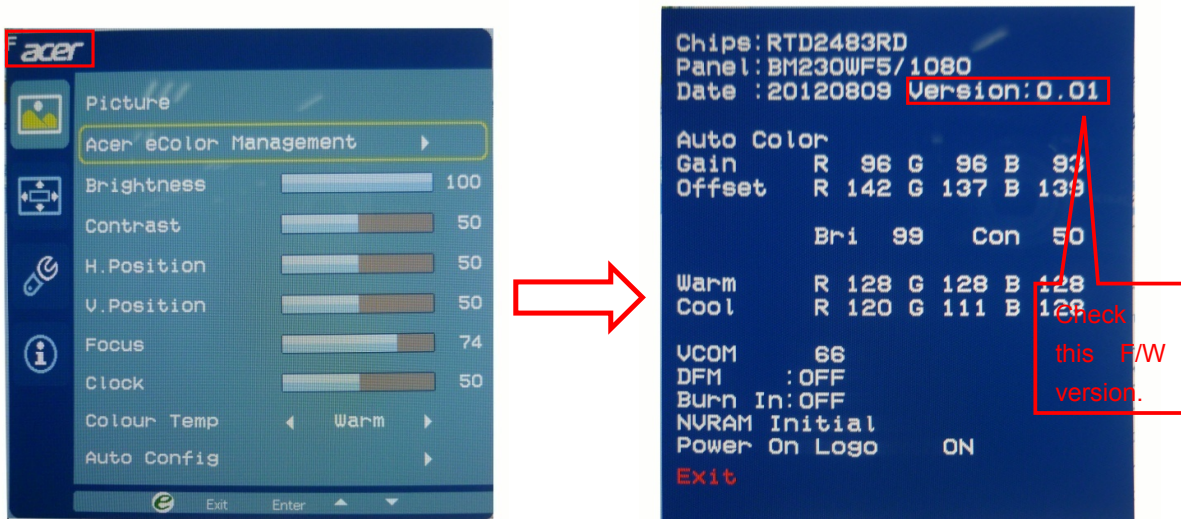 F acer
Picture
Acer eColor Management
Brightness 100
Contrast 50
H.Position 50
V.Position 50
Focus 74
Clock 50
Colour Temp Warm
Auto Config
e Exit Enter
Chips:RTD2483RD
Panel:BM230WF5/1080
Date :20120809 Version:0.01
Auto Color
Gain R 96 G 96 B 93
Offset R 142 G 137 B 139
Bri 99 Con 50
Warm R 128 G 128 B 128
Cool R 120 G 111 B 128
VCOM 66
DFM :OFF
Burn In:OFF
NVRAM Initial
Power On Logo ON
Exit
Check
this F/W
version.